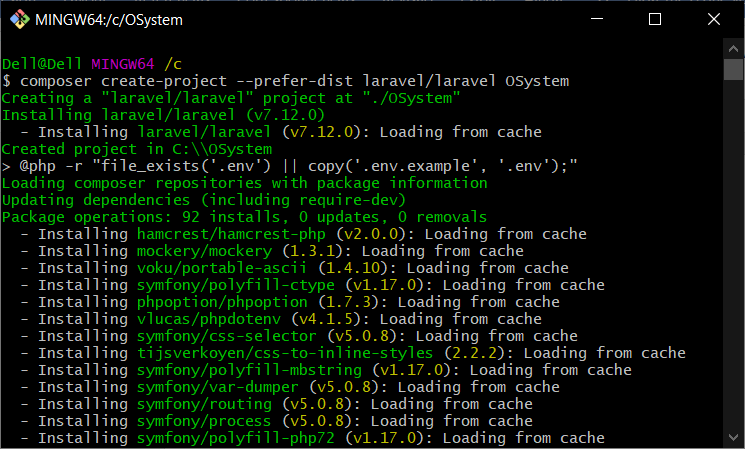 MINGW64:/c/OSystem
Dell@Dell MINGW64 /c
$ composer create-project --prefer-dist laravel/laravel OSystem
Creating a "laravel/laravel" project at "./OSystem"
Installing laravel/laravel (v7.12.0)
  - Installing laravel/laravel (v7.12.0): Loading from cache
Created project in C:\\OSystem
> @php -r "file_exists('.env') || copy('.env.example', '.env');"
Loading composer repositories with package information
Updating dependencies (including require-dev)
Package operations: 92 installs, 0 updates, 0 removals
  - Installing hamcrest/hamcrest-php (v2.0.0): Loading from cache
  - Installing mockery/mockery (1.3.1): Loading from cache
  - Installing voku/portable-ascii (1.4.10): Loading from cache
  - Installing symfony/polyfill-ctype (v1.17.0): Loading from cache
  - Installing phpoption/phpoption (1.7.3): Loading from cache
  - Installing vlucas/phpdotenv (v4.1.5): Loading from cache
  - Installing symfony/css-selector (v5.0.8): Loading from cache
  - Installing tijsverkoyen/css-to-inline-styles (2.2.2): Loading from cache
  - Installing symfony/polyfill-mbstring (v1.17.0): Loading from cache
  - Installing symfony/var-dumper (v5.0.8): Loading from cache
  - Installing symfony/routing (v5.0.8): Loading from cache
  - Installing symfony/process (v5.0.8): Loading from cache
  - Installing symfony/polyfill-php72 (v1.17.0): Loading from cache